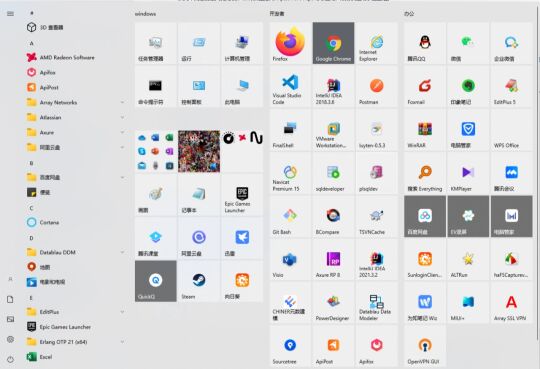 #
3D 查看器
A
AMD Radeon Software
Apifox
ApiPost
Array Networks
Atlassian
Axure
阿里云盘
B
百度网盘
便笺
C
Cortana
D
Datablau DDM
地图
电影和电视
E
EditPlus
Epic Games Launcher
Erlang OTP 21 (x64)
Excel
windows
任务管理器
运行
计算机管理
命令提示符
控制面板
此电脑
画图
记事本
Epic Games
Launcher
腾讯课堂
阿里云盘
迅雷
QuickQ
Steam
向日葵
开发者
Firefox
Google Chrome
Internet
Explorer
Visual Studio
Code
IntelliJ IDEA
2018.3.6
Postman
FinalShell
VMware
Workstation...
iuyten-0.5.3
Navicat
Premium 15
sqldeveloper
plsqldev
Git Bash
BCompare
TSVNCache
Visio
Axure RP 8
IntelliJ IDEA
2021.3.2
CHINER元数建
模
PowerDesigner
Datablau Data
Modeler
Sourcetree
ApiPost
Apifox
办公
腾讯QQ
微信
企业微信
Foxmail
印象笔记
EditPlus 5
WinRAR
电脑管家
WPS Office
搜索 Everything
KMPlayer
腾讯会议
百度网盘
EV录屏
电脑管家
SunloginClien...
ALTRun
haFSCapturev...
为知笔记 Wiz
MIUI+
Array SSL VPN
OpenVPN GUI